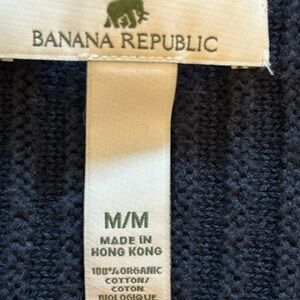 BANANA REPUBLIC
M/M
MADE IN
HONG KONG
100% ORGANIC
COTTON/
COTON
BIOLOGIQUE